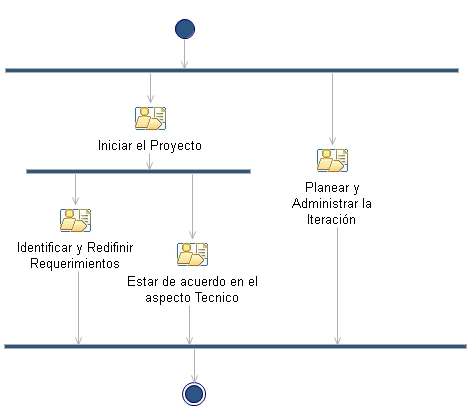 Iniciar el Proyecto
Planear y
Administrar la
Iteración
Identificar y Redifinir
Requerimientos
Estar de acuerdo en el
aspecto Tecnico